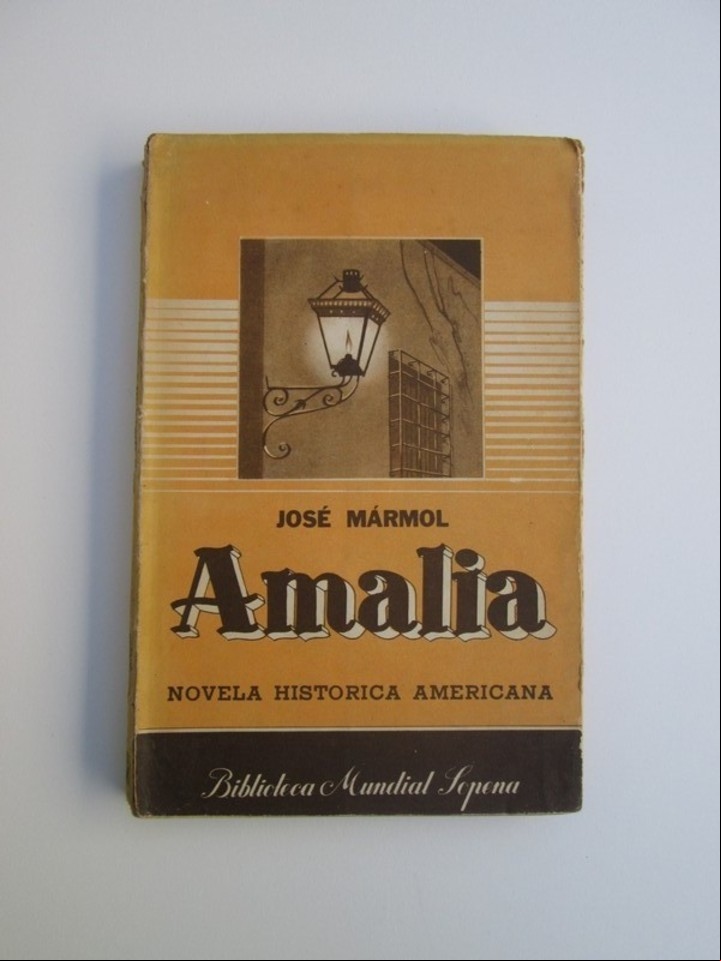 JOSÉ MÁRMOL
Amalia
NOVELA HISTORICA AMERICANA
Biblioteca Mundial Sopena